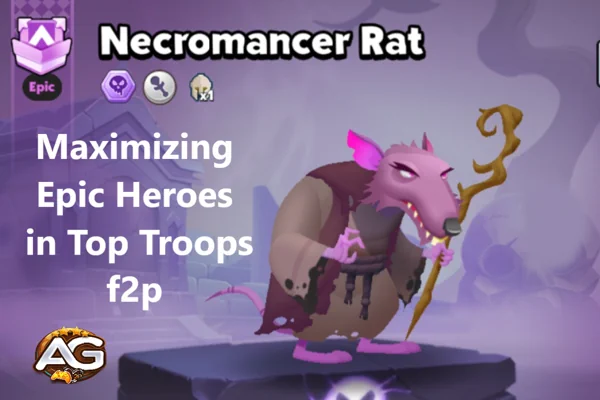 Necromancer Rat
Epic
x1
Maximizing
Epic Heroes
in Top Troops
f2p
AG